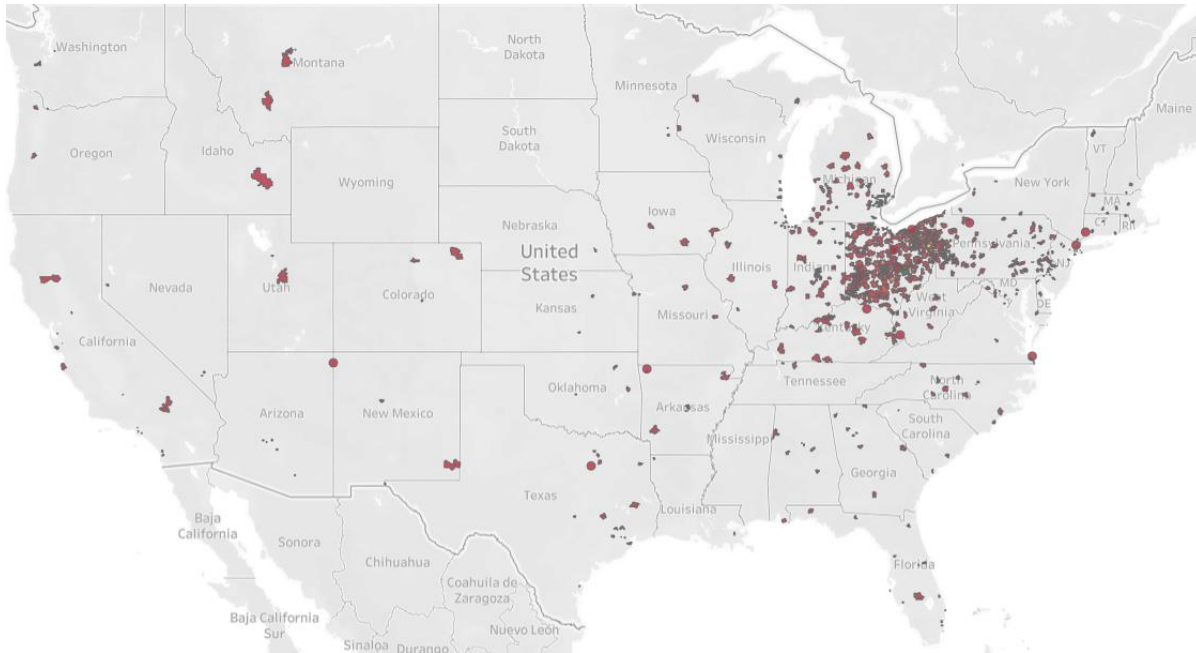 Washington
Montana
North
Dakota
Minnesota
Maine
Oregon
Idaho
South
Dakota
Wisconsin
VT
Wyoming
Michigan
New York
MA
CT
RI
Nebraska
Iowa
Pennsylvania
NJ
United
States
Nevada
Utah
Colorado
Kansas
Missouri
Illinois
Indiana
West
Virginia
MD
DE
California
Kentucky
Arizona
New Mexico
Oklahoma
Arkansas
Tennessee
North
Carolina
Mississippi
South
Carolina
Georgia
Texas
Louisiana
Baja
California
Sonora
Chihuahua
Florida
Coahuila de
Zaragoza
Baja California
Sur
Sinaloa
Durango
Nuevo León